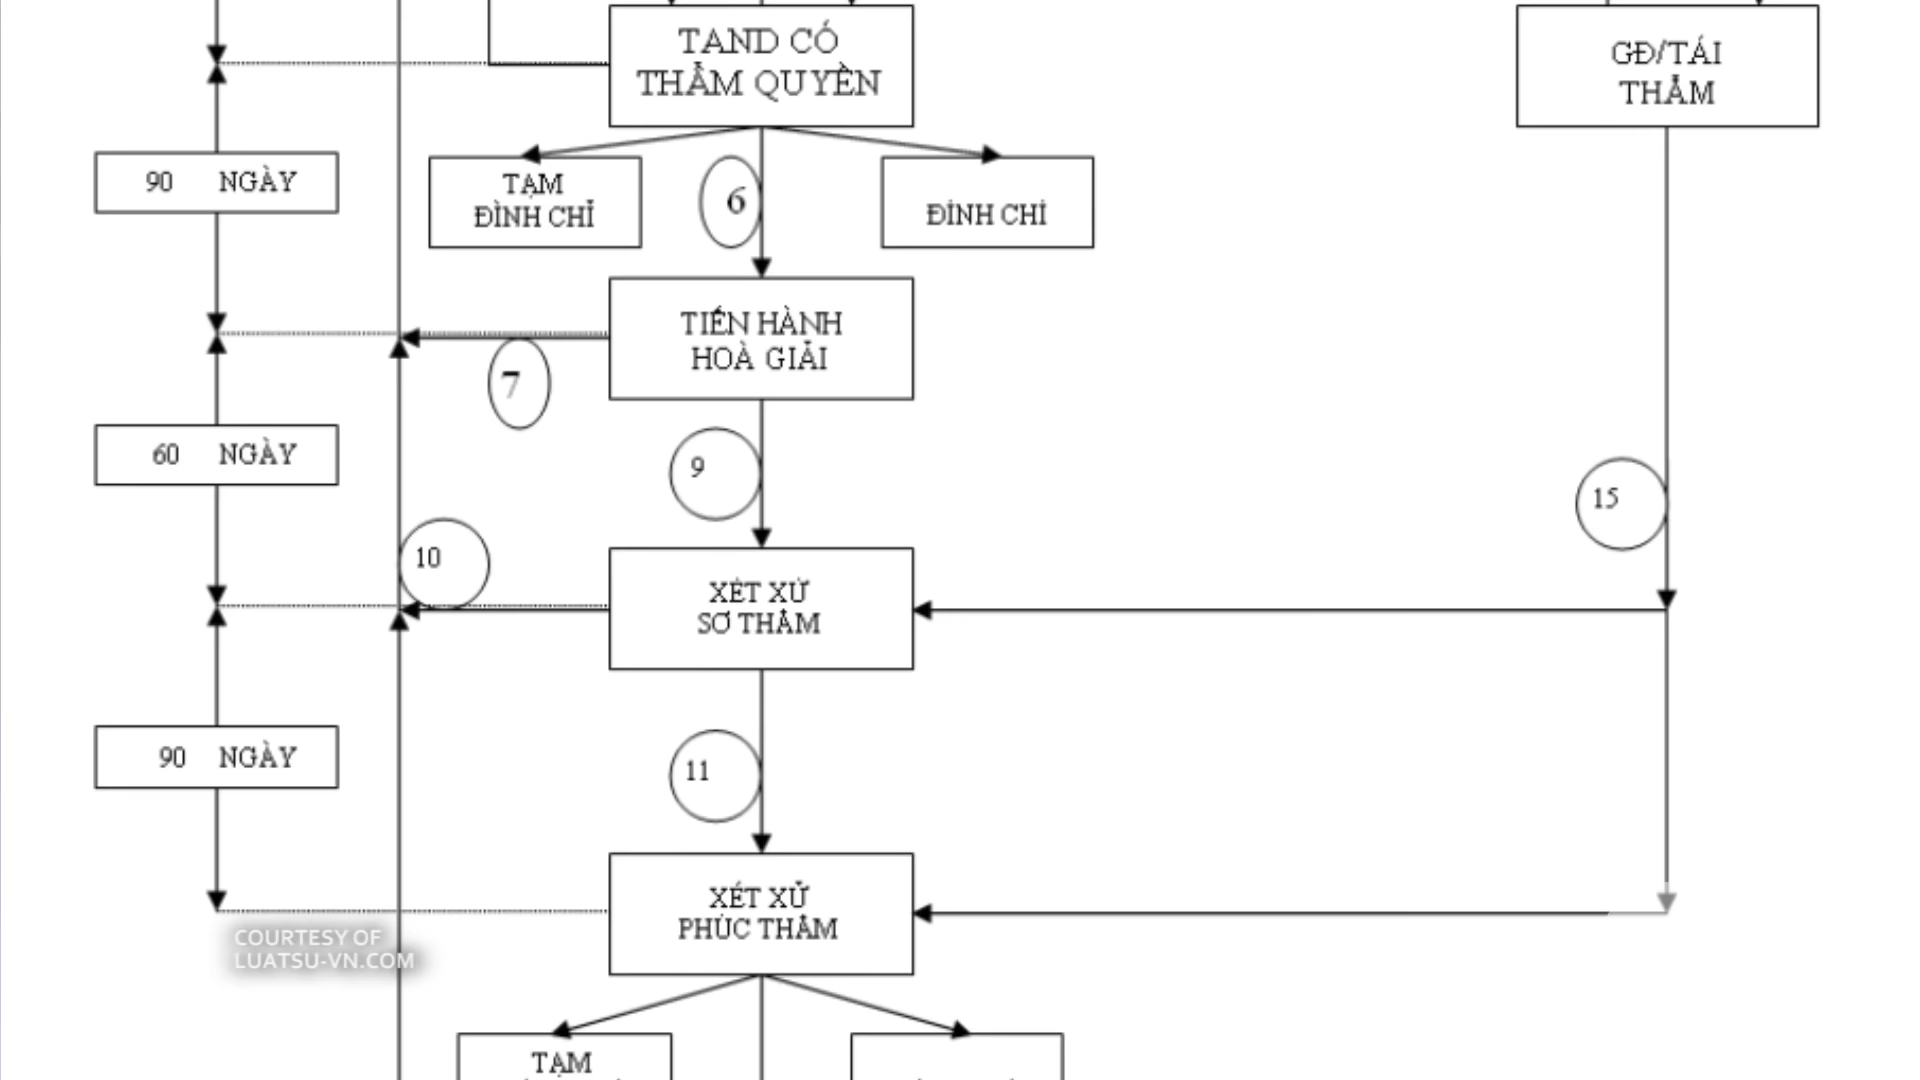 TAND CÓ
THẨM QUYỀN
GĐ/TÁI
THẨM
90 NGÀY
TẠM
ĐÌNH CHỈ
6
ĐÌNH CHỈ
TIẾN HÀNH
HOÀ GIẢI
7
60 NGÀY
9
15
10
XÉT XỬ
SƠ THẨM
90 NGÀY
11
XÉT XỬ
PHÚC THẨM
COURTESY OF
LUATSU-VN.COM
TẠM